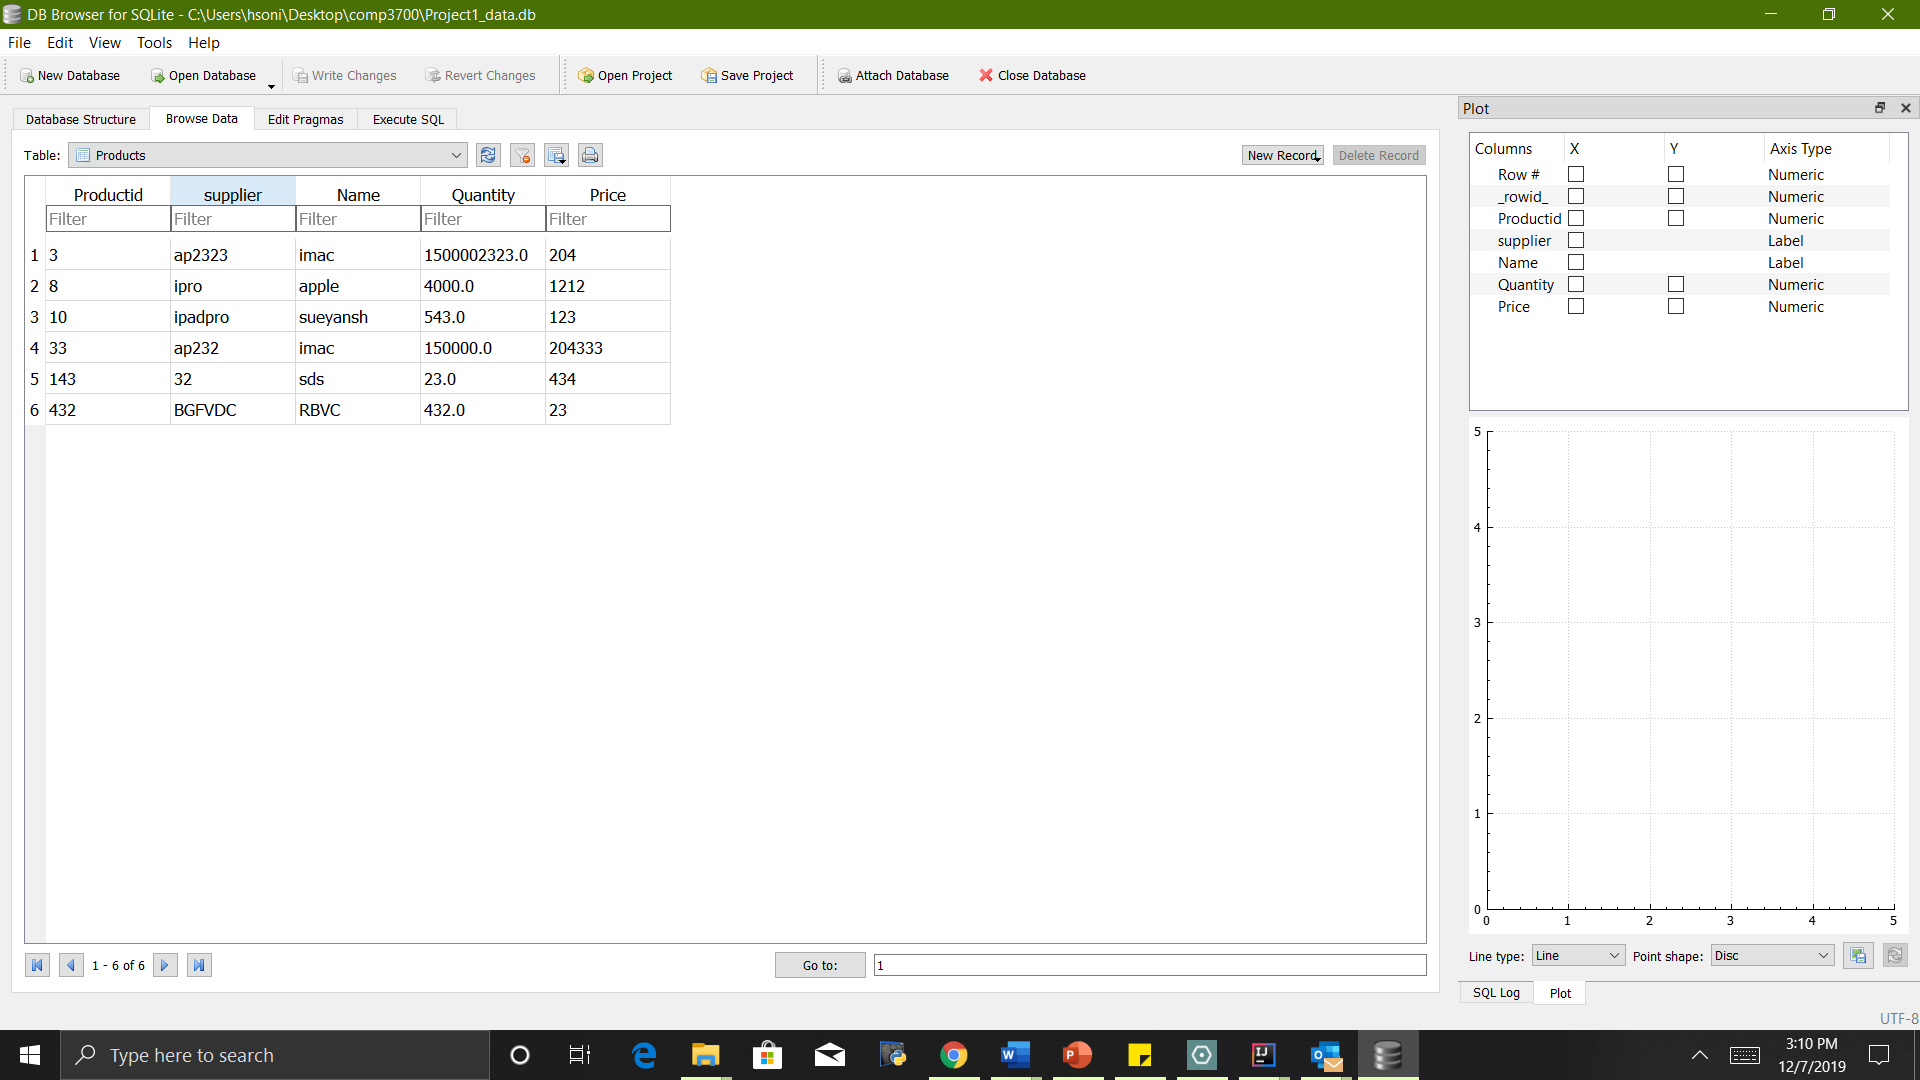 DB Browser for SQLite - C:\Users\hsoni\Desktop\comp3700\Project1_data.db
File Edit View Tools Help
New Database Open Database Write Changes Revert Changes Open Project Save Project Attach Database Close Database
Database Structure Browse Data Edit Pragmas Execute SQL
Table: Products New Record Delete Record
Productid supplier Name Quantity Price
Filter Filter Filter Filter Filter
1 3 ap2323 imac 1500002323.0 204
2 8 ipro apple 4000.0 1212
3 10 ipadpro sueyansh 543.0 123
4 33 ap232 imac 150000.0 204333
5 143 32 sds 23.0 434
6 432 BGFVDC RBVC 432.0 23
1 - 6 of 6 Go to: 1
Plot
Columns X Y Axis Type
Row # Numeric
_rowid_ Numeric
Productid Numeric
supplier Label
Name Label
Quantity Numeric
Price Numeric
5
4
3
2
1
0
0 1 2 3 4 5
Line type: Line Point shape: Disc
SQL Log Plot
UTF-8
Type here to search
3:10 PM
12/7/2019